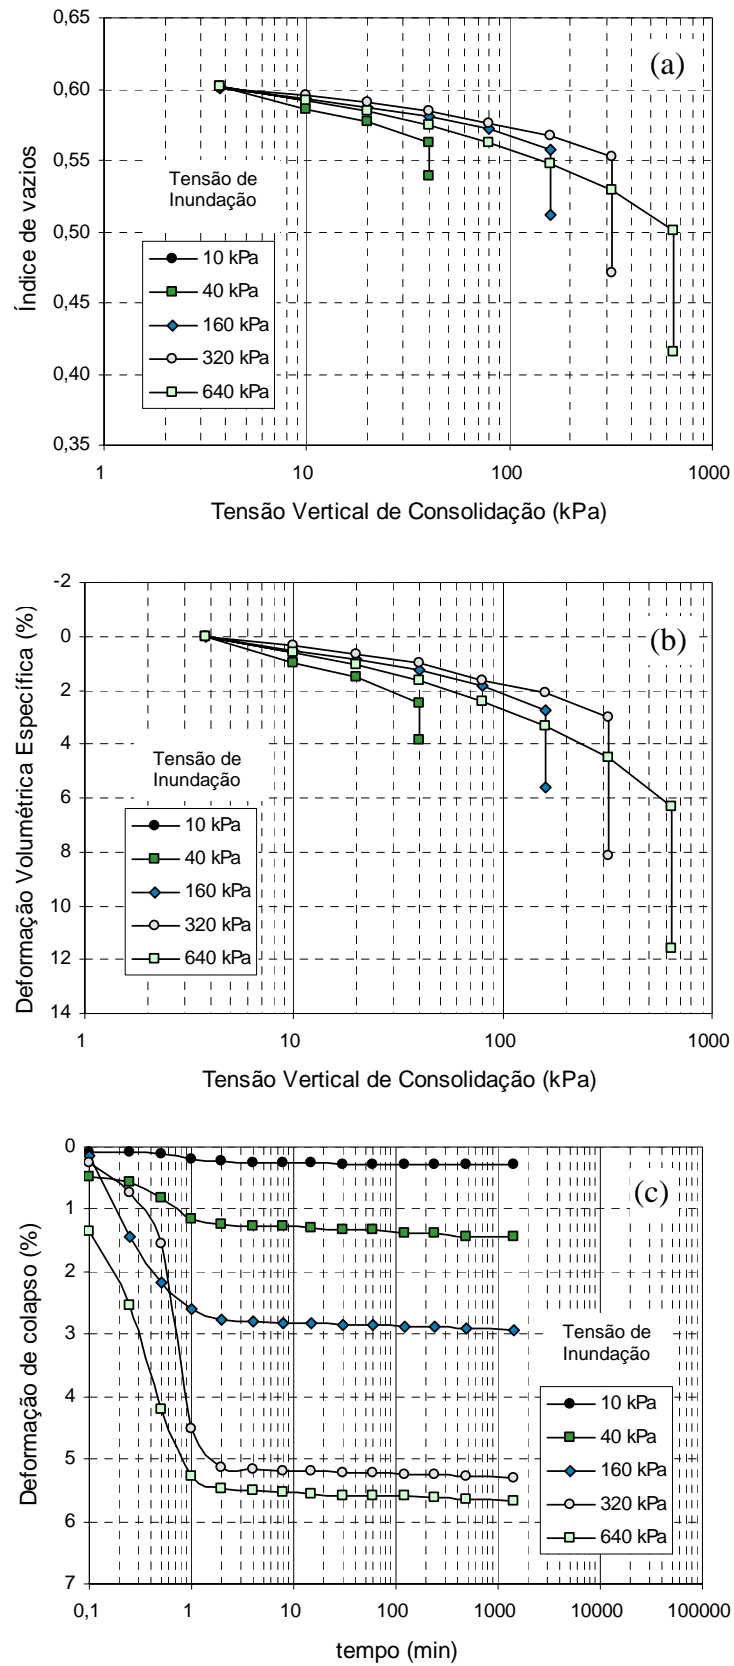 (a)
Índice de vazios
0,65
0,60
0,55
0,50
0,45
0,40
0,35
Tensão de
Inundação
10 kPa
40 kPa
160 kPa
320 kPa
640 kPa
1
10
100
1000
Tensão Vertical de Consolidação (kPa)
(b)
Deformação Volumétrica Específica (%)
-2
0
2
4
6
8
10
12
14
Tensão de
Inundação
10 kPa
40 kPa
160 kPa
320 kPa
640 kPa
1
10
100
1000
Tensão Vertical de Consolidação (kPa)
(c)
Deformação de colapso (%)
0
1
2
3
4
5
6
7
Tensão de
Inundação
10 kPa
40 kPa
160 kPa
320 kPa
640 kPa
0,1
1
10
100
1000
10000
100000
tempo (min)